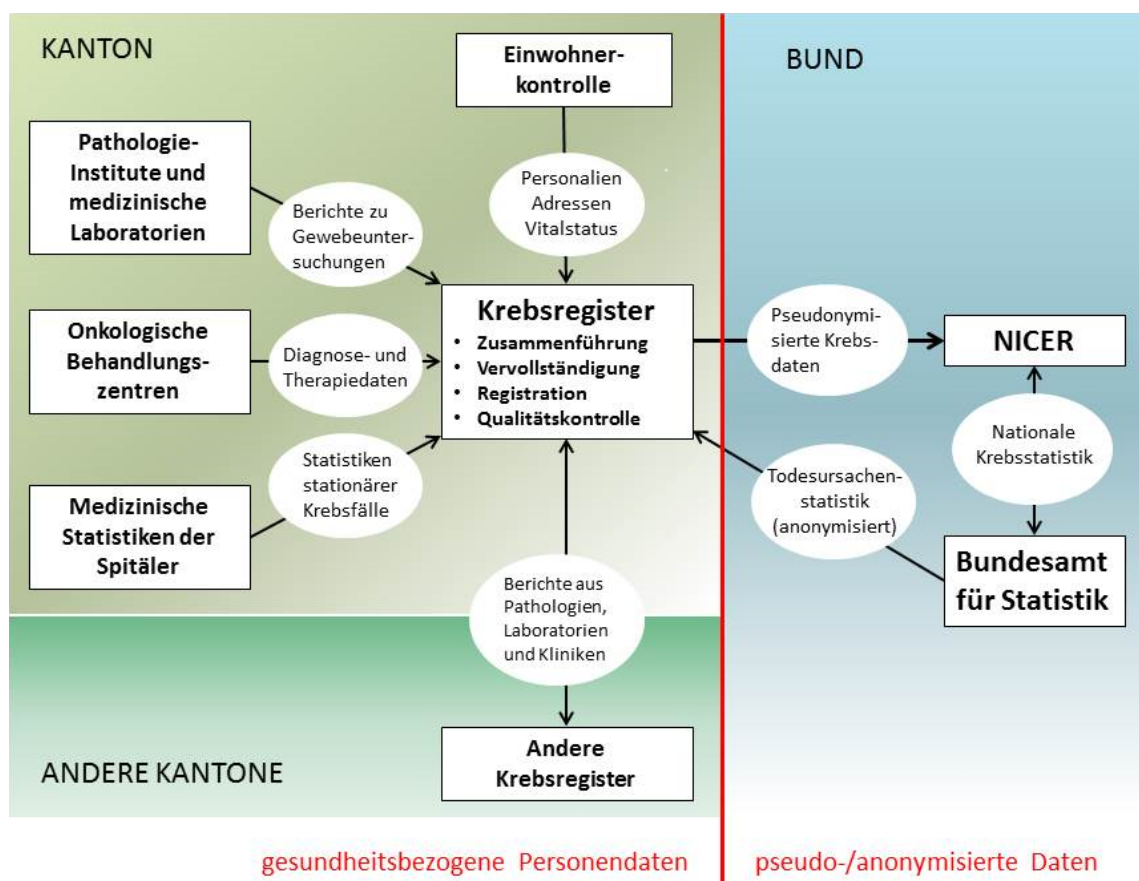 KANTON
Einwohner-
kontrolle
BUND
Pathologie-
Institute und
medizinische
Laboratorien
Berichte zu
Gewebeunter-
suchungen
Personalien
Adressen
Vitalstatus
Onkologische
Behandlungs-
zentren
Diagnose- und
Therapiedaten
Krebsregister
• Zusammenführung
• Vervollständigung
• Registration
• Qualitätskontrolle
Pseudonymi-
sierte Krebs-
daten
NICER
Nationale
Krebsstatistik
Medizinische
Statistiken der
Spitäler
Statistiken
stationärer
Krebsfälle
Todesursachen-
statistik
(anonymisiert)
Bundesamt
für Statistik
Berichte aus
Pathologien,
Laboratorien
und Kliniken
ANDERE KANTONE
Andere
Krebsregister
gesundheitsbezogene Personendaten
pseudo-/anonymisierte Daten